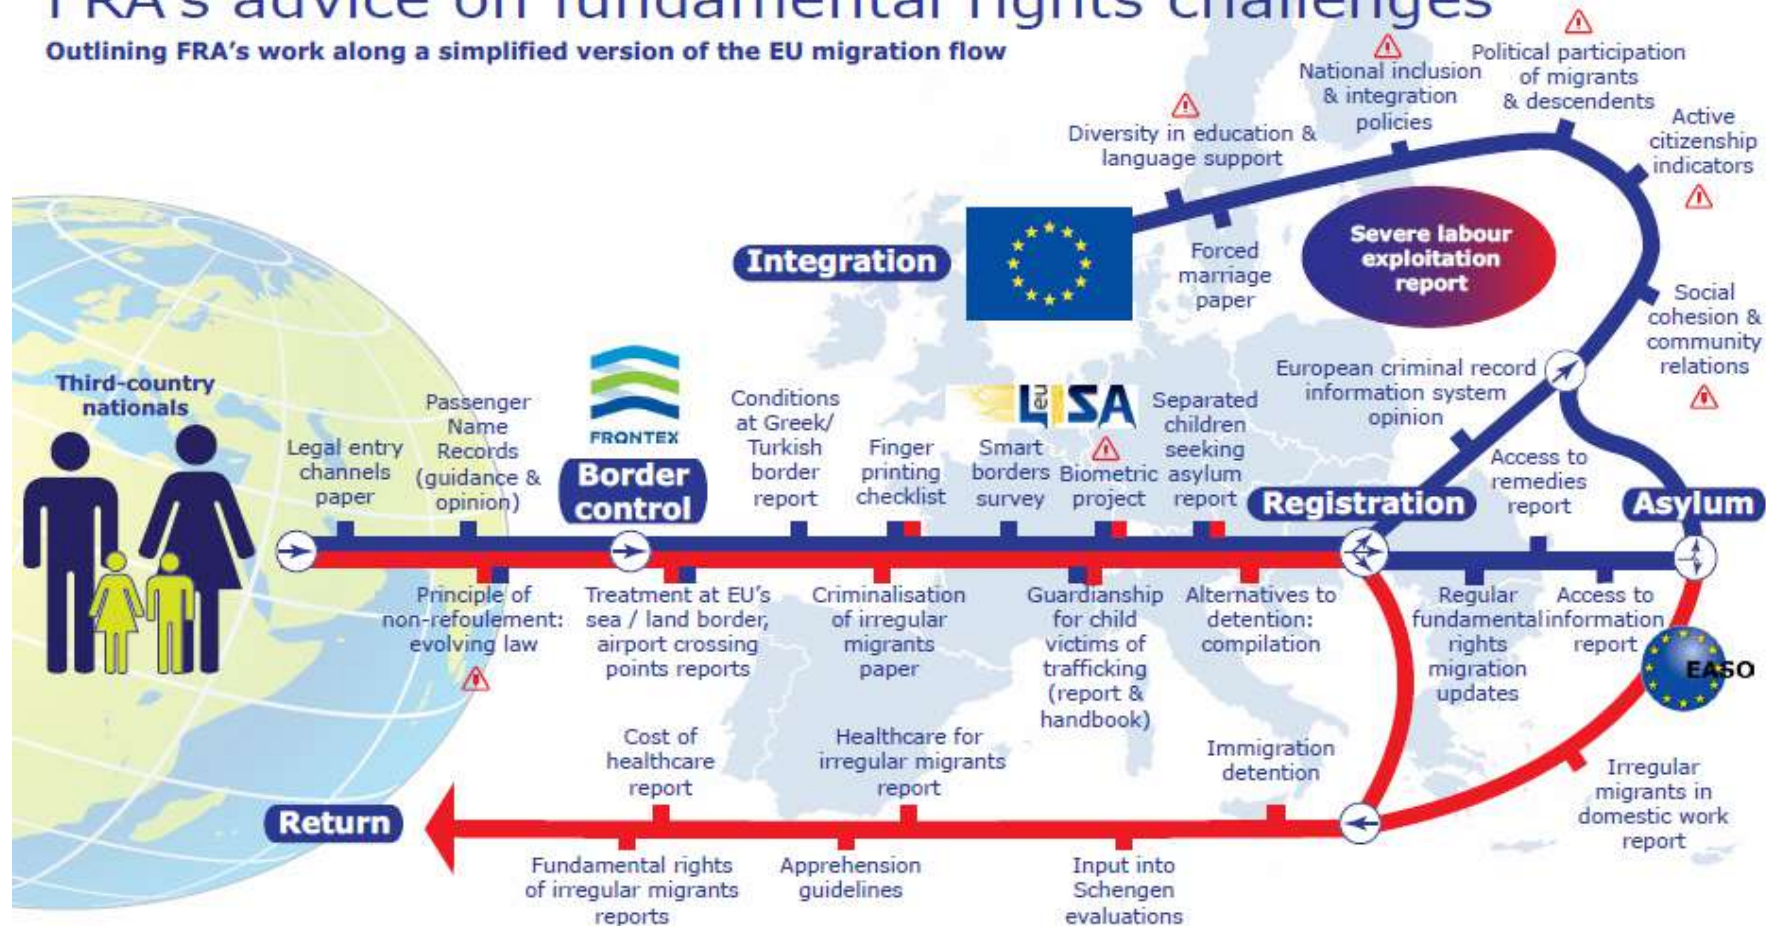 FRA's advice on fundamental rights challenges
Outlining FRA's work along a simplified version of the EU migration flow
Political participation
of migrants
& descendents
National inclusion
& integration
policies
Diversity in education &
language support
Active
citizenship
indicators
Integration
Forced
marriage
paper
Severe labour
exploitation
report
Social
cohesion &
community
relations
European criminal record
information system
opinion
Third-country
nationals
Legal entry
channels
paper
Passenger
Name
Records
(guidance &
opinion)
FRONTEX
Border
control
Conditions
at Greek/
Turkish
border
report
Finger
printing
checklist
Smart
borders
survey
eu LISA
Biometric
project
Separated
children
seeking
asylum
report
Registration
Access to
remedies
report
Asylum
Principle of
non-refoulement:
evolving law
Treatment at EU's
sea / land border,
airport crossing
points reports
Criminalisation
of irregular
migrants
paper
Guardianship
for child
victims of
trafficking
(report &
handbook)
Alternatives to
detention:
compilation
Regular
fundamental
rights
migration
updates
Access to
information
report
EASO
Cost of
healthcare
report
Healthcare for
irregular migrants
report
Immigration
detention
Irregular
migrants in
domestic work
report
Return
Fundamental rights
of irregular migrants
reports
Apprehension
guidelines
Input into
Schengen
evaluations